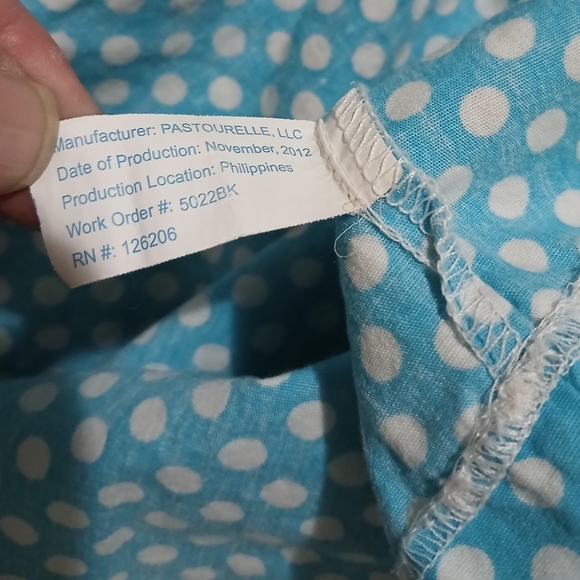 Manufacturer: PASTOURELLE, LLC
Date of Production: November, 2012
Production Location: Philippines
Work Order #: 5022BK
RN #: 126206